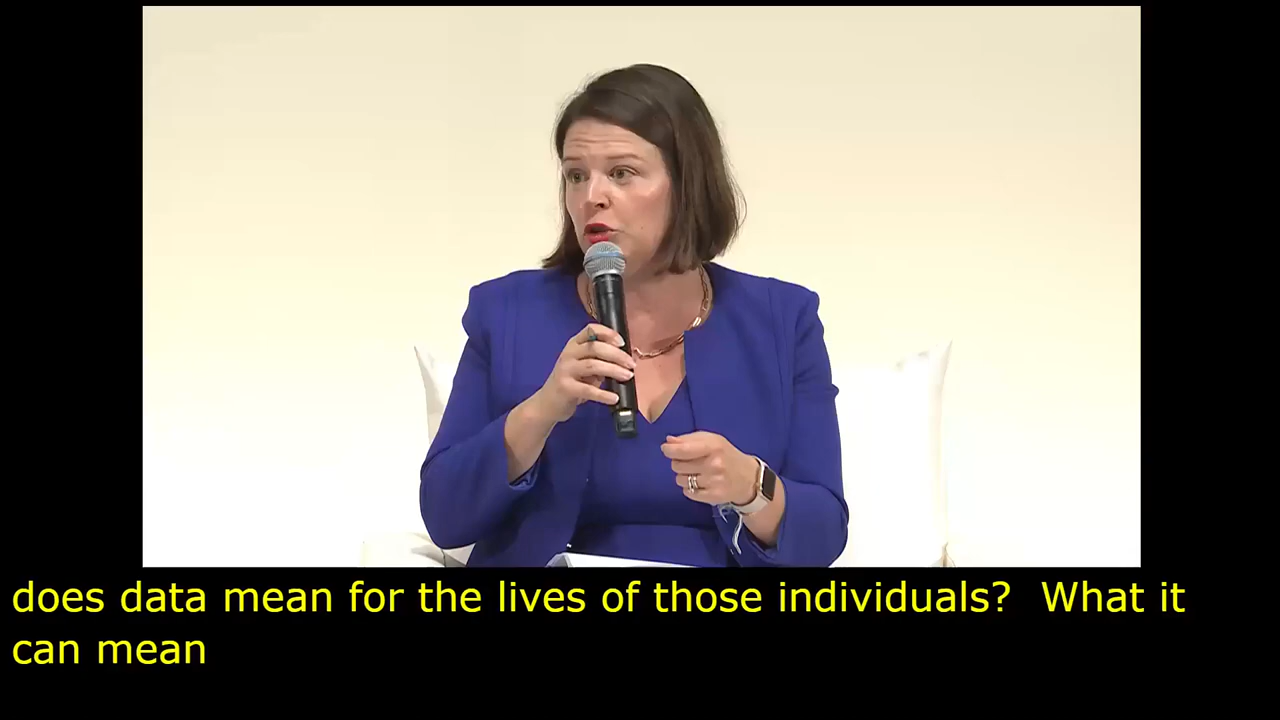 does data mean for the lives of those individuals?  What it
can mean